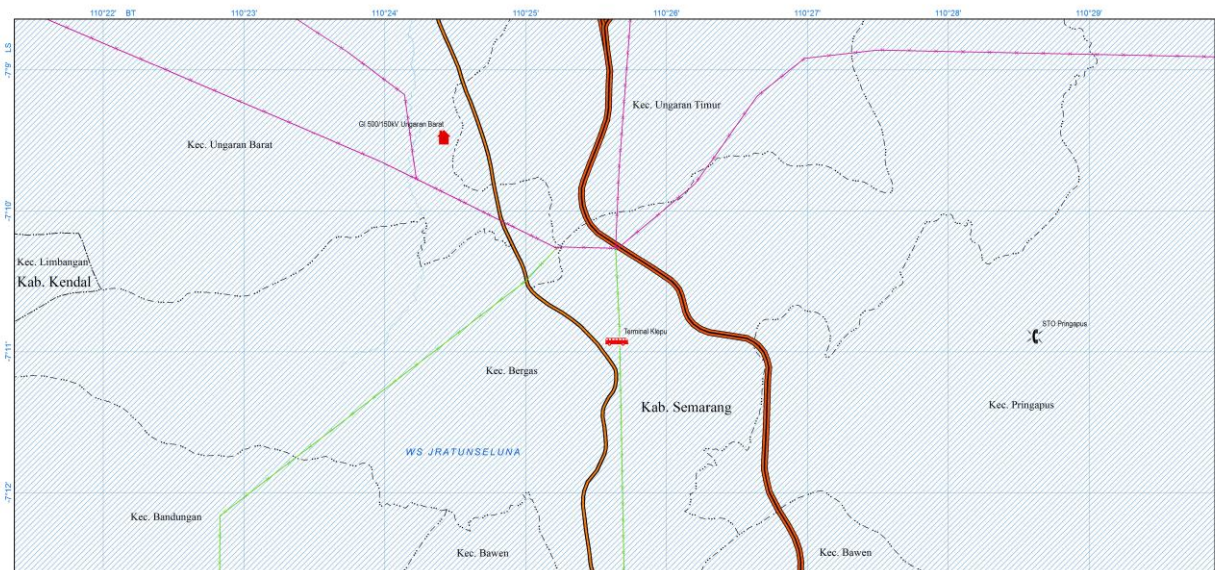 110°22' BT 110°23' 110°24' 110°25' 110°26' 110°27' 110°28' 110°29'
LS
-7°9'
Kec. Ungaran Timur
GI 500/150kV Ungaran Barat
Kec. Ungaran Barat
-7°10'
Kec. Limbangan
Kab. Kendal
STO Pringapus
Terminal Klepu
-7°11'
Kec. Bergas
Kab. Semarang
Kec. Pringapus
WS JRATUNSELUNA
-7°12'
Kec. Bandungan
Kec. Bawen
Kec. Bawen